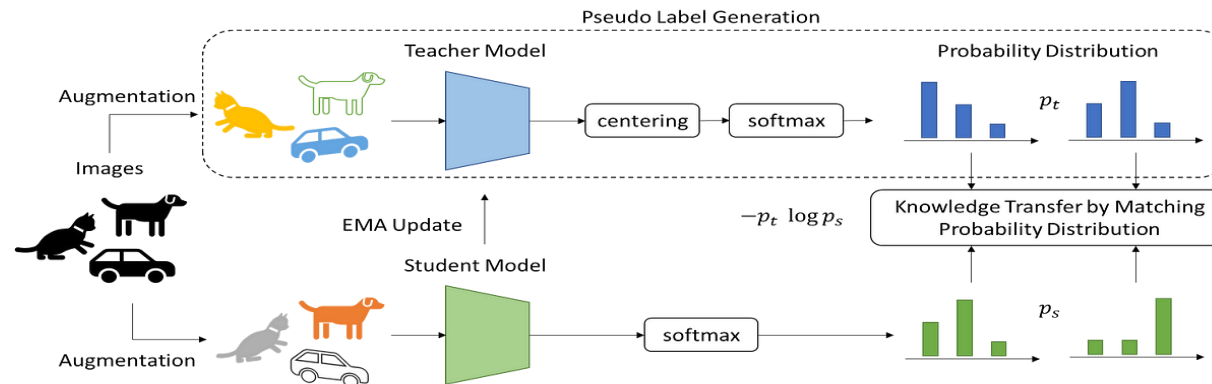 Pseudo Label Generation
Teacher Model
Probability Distribution
Augmentation
centering
softmax
p_t
Images
EMA Update
−p_t log p_s
Knowledge Transfer by Matching
Probability Distribution
Student Model
softmax
p_s
Augmentation